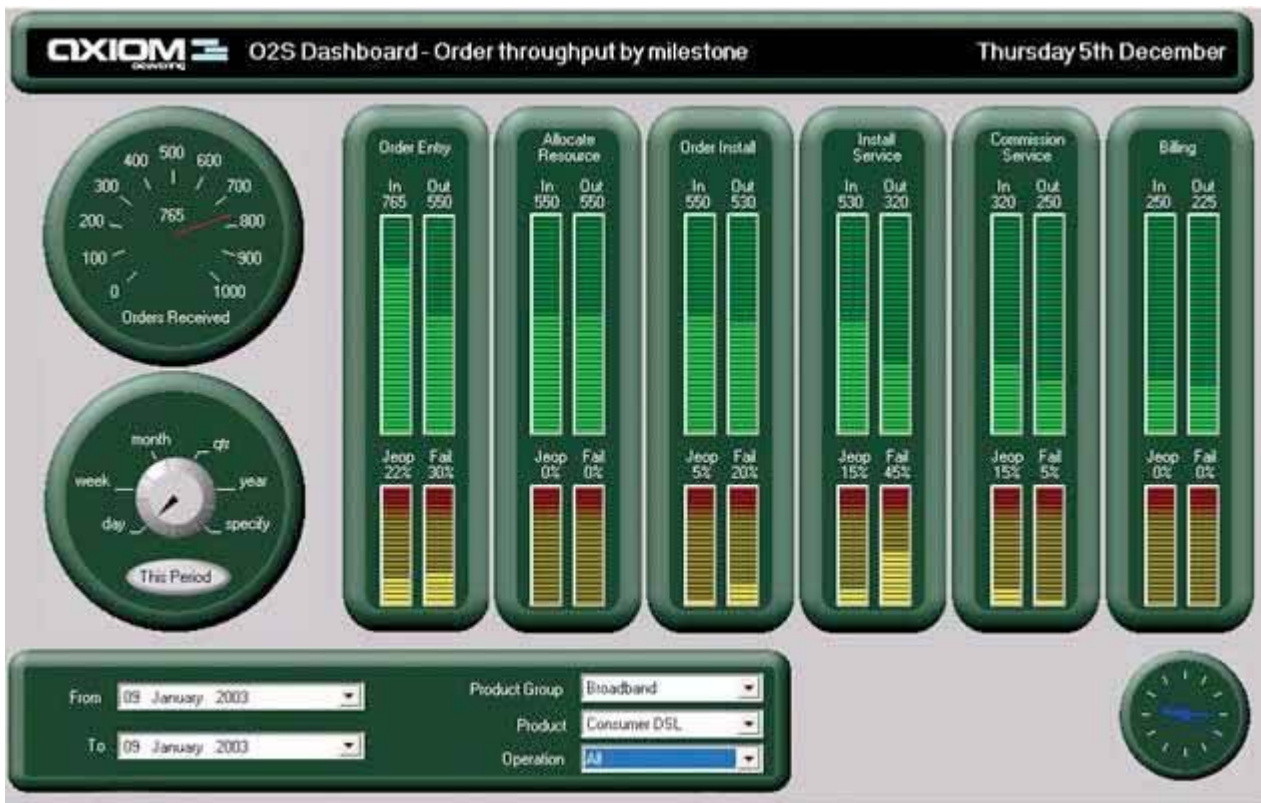 AXIOM O2S Dashboard - Order throughput by milestone Thursday 5th December
400 500 600
300 700
765
200 800
100 900
0 1000
Orders Received
month qtr
week year
day specify
This Period
Order Entry
In Out
765 550
Jeop Fail
22% 30%
Allocate
Resource
In Out
550 550
Jeop Fail
0% 0%
Order Install
In Out
550 530
Jeop Fail
5% 20%
Install
Service
In Out
530 320
Jeop Fail
15% 45%
Commission
Service
In Out
320 250
Jeop Fail
15% 5%
Billing
In Out
250 225
Jeop Fail
0% 0%
From 09 January 2003
To 09 January 2003
Product Group Broadband
Product Consumer DSL
Operation All